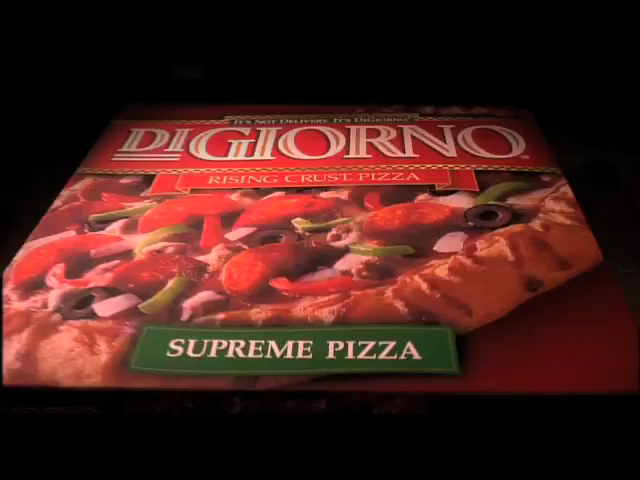 IT'S NOT DELIVERY. IT'S DIGIORNO.
DIGIORNO®
RISING CRUST PIZZA
SUPREME PIZZA